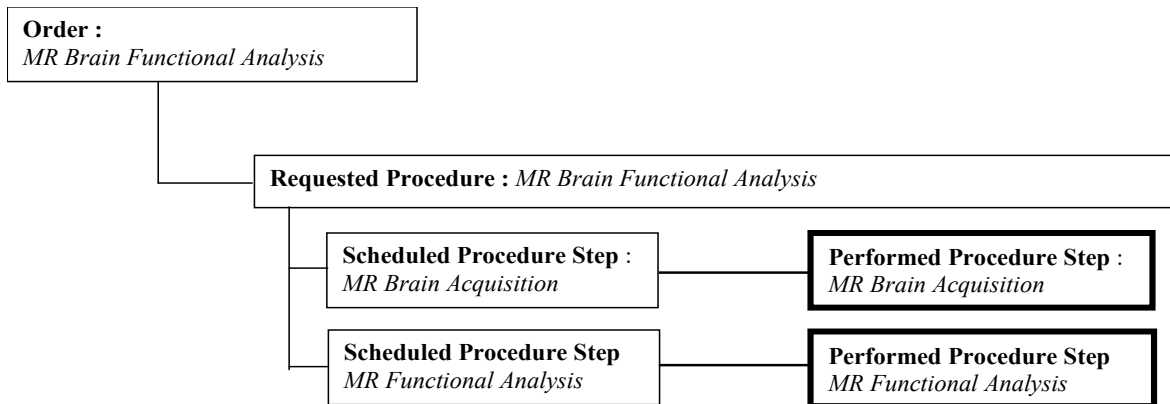 Order :
MR Brain Functional Analysis
Requested Procedure : MR Brain Functional Analysis
Scheduled Procedure Step :
MR Brain Acquisition
Performed Procedure Step :
MR Brain Acquisition
Scheduled Procedure Step
MR Functional Analysis
Performed Procedure Step
MR Functional Analysis